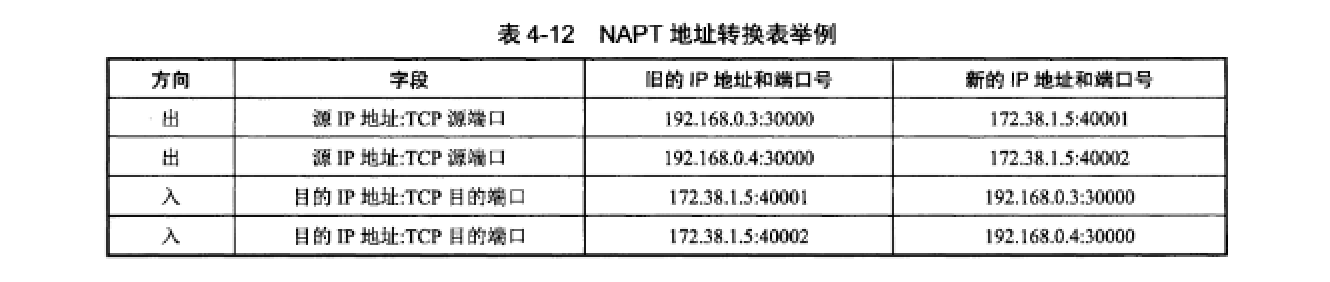 表 4-12 NAPT 地址转换表举例
方向 字段 旧的 IP 地址和端口号 新的 IP 地址和端口号
出 源 IP 地址:TCP 源端口 192.168.0.3:30000 172.38.1.5:40001
出 源 IP 地址:TCP 源端口 192.168.0.4:30000 172.38.1.5:40002
入 目的 IP 地址:TCP 目的端口 172.38.1.5:40001 192.168.0.3:30000
入 目的 IP 地址:TCP 目的端口 172.38.1.5:40002 192.168.0.4:30000